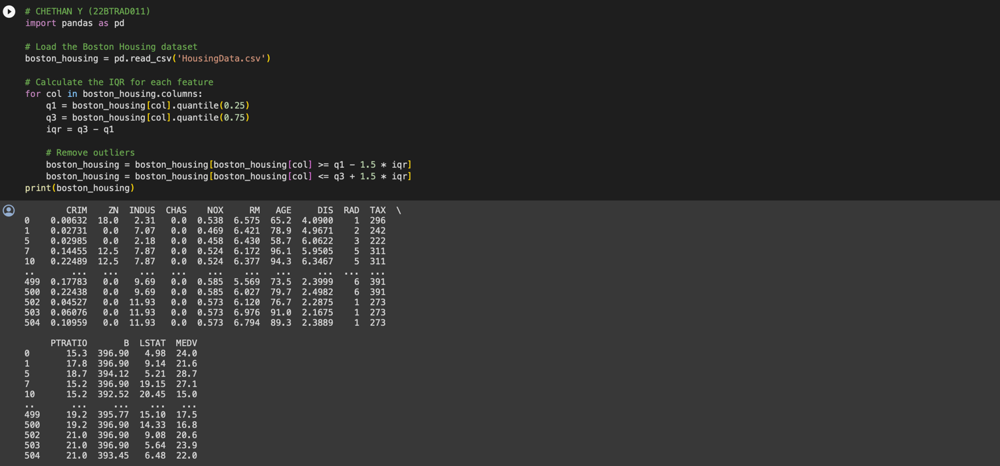 # CHETHAN Y (22BTRAD011)
import pandas as pd

# Load the Boston Housing dataset
boston_housing = pd.read_csv('HousingData.csv')

# Calculate the IQR for each feature
for col in boston_housing.columns:
    q1 = boston_housing[col].quantile(0.25)
    q3 = boston_housing[col].quantile(0.75)
    iqr = q3 - q1

    # Remove outliers
    boston_housing = boston_housing[boston_housing[col] >= q1 - 1.5 * iqr]
    boston_housing = boston_housing[boston_housing[col] <= q3 + 1.5 * iqr]
print(boston_housing)

        CRIM    ZN  INDUS  CHAS    NOX     RM   AGE     DIS  RAD  TAX  \
0    0.00632  18.0   2.31   0.0  0.538  6.575  65.2  4.0900    1  296
1    0.02731   0.0   7.07   0.0  0.469  6.421  78.9  4.9671    2  242
5    0.02985   0.0   2.18   0.0  0.458  6.430  58.7  6.0622    3  222
7    0.14455  12.5   7.87   0.0  0.524  6.172  96.1  5.9505    5  311
10   0.22489  12.5   7.87   0.0  0.524  6.377  94.3  6.3467    5  311
..       ...   ...    ...   ...    ...    ...   ...     ...  ...  ...
499  0.17783   0.0   9.69   0.0  0.585  5.569  73.5  2.3999    6  391
500  0.22438   0.0   9.69   0.0  0.585  6.027  79.7  2.4982    6  391
502  0.04527   0.0  11.93   0.0  0.573  6.120  76.7  2.2875    1  273
503  0.06076   0.0  11.93   0.0  0.573  6.976  91.0  2.1675    1  273
504  0.10959   0.0  11.93   0.0  0.573  6.794  89.3  2.3889    1  273

     PTRATIO       B  LSTAT  MEDV
0       15.3  396.90   4.98  24.0
1       17.8  396.90   9.14  21.6
5       18.7  394.12   5.21  28.7
7       15.2  396.90  19.15  27.1
10      15.2  392.52  20.45  15.0
..       ...     ...    ...   ...
499     19.2  395.77  15.10  17.5
500     19.2  396.90  14.33  16.8
502     21.0  396.90   9.08  20.6
503     21.0  396.90   5.64  23.9
504     21.0  393.45   6.48  22.0